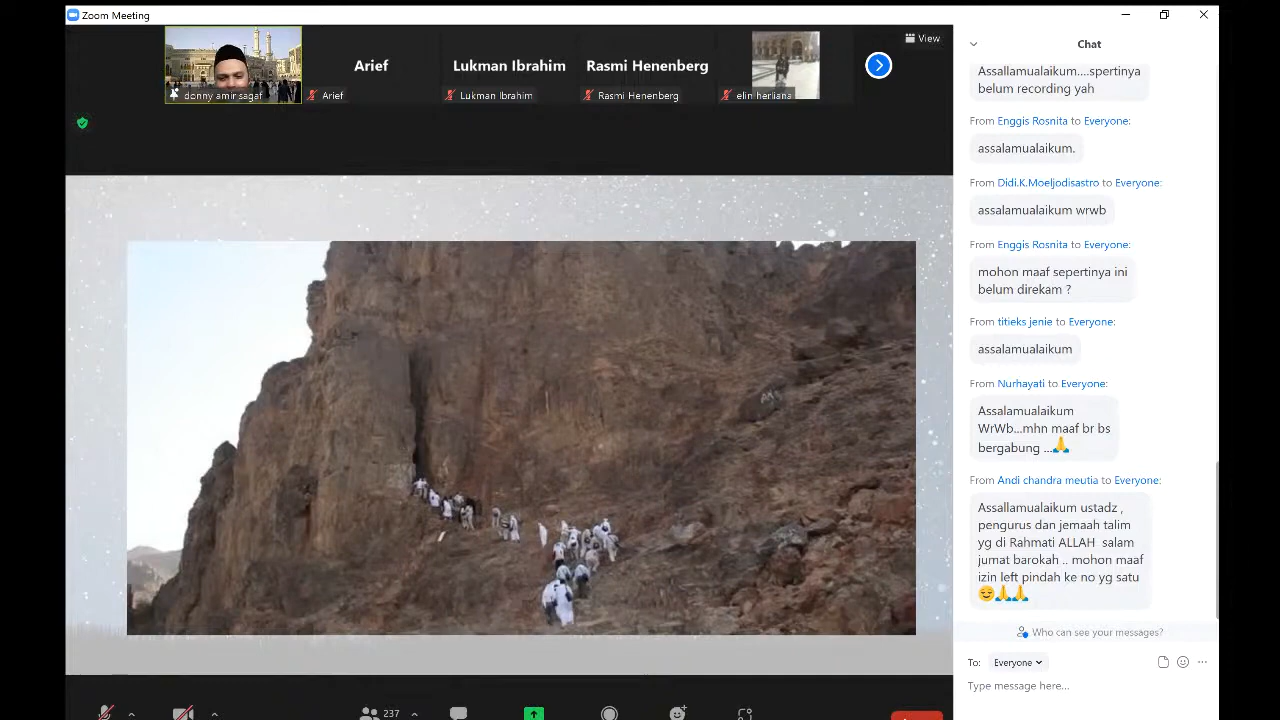 Zoom Meeting
View
Arief
Lukman Ibrahim
Rasmi Henenberg
donny amir sagaf
Arief
Lukman Ibrahim
Rasmi Henenberg
elin herliana
237
Chat
Assallamualaikum....spertinya
belum recording yah
From Enggis Rosnita to Everyone:
assalamualaikum.
From Didi.K.Moeljodisastro to Everyone:
assalamualaikum wrwb
From Enggis Rosnita to Everyone:
mohon maaf sepertinya ini
belum direkam ?
From titieks jenie to Everyone:
assalamualaikum
From Nurhayati to Everyone:
Assalamualaikum
WrWb...mhn maaf br bs
bergabung ...🙏
From Andi chandra meutia to Everyone:
Assallamualaikum ustadz ,
pengurus dan jemaah talim
yg di Rahmati ALLAH  salam
jumat barokah .. mohon maaf
izin left pindah ke no yg satu
😌🙏🙏
Who can see your messages?
To: Everyone
Type message here...